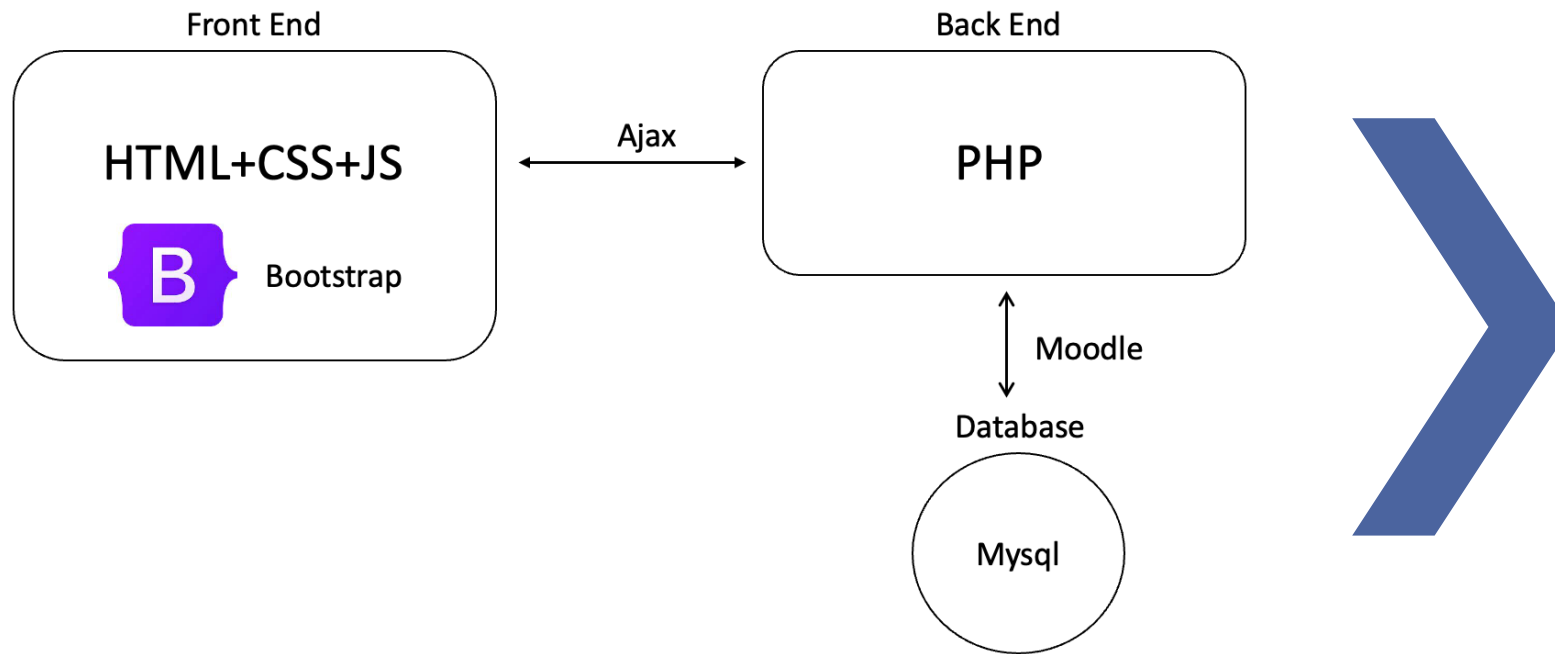 Front End
HTML+CSS+JS
B
Bootstrap
Ajax
Back End
PHP
Moodle
Database
Mysql